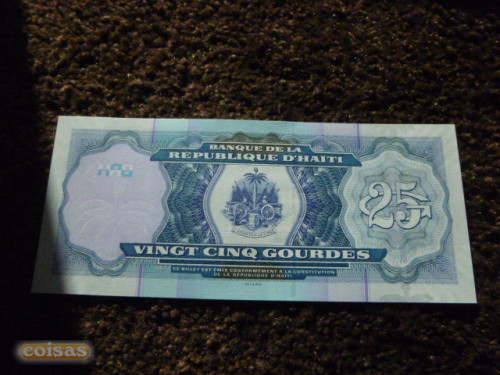 BANQUE DE LA
REPUBLIQUE D'HAITI
25
VINGT CINQ GOURDES
CE BILLET EST EMIS CONFORMEMENT A LA CONSTITUTION
DE LA REPUBLIQUE D'HAITI
coisas